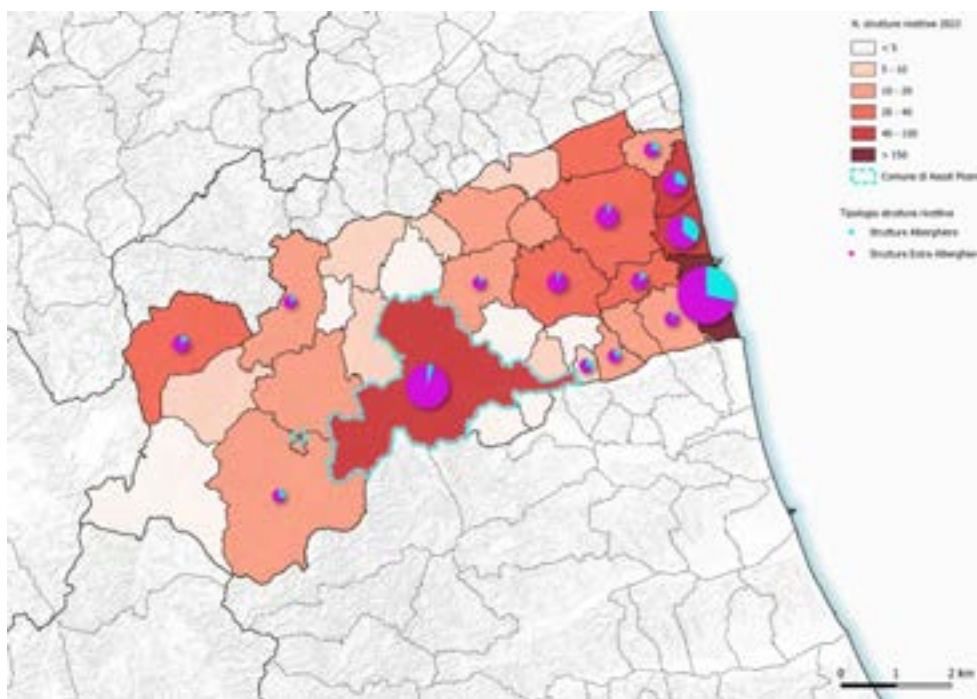 N. strutture ricettive 2022
< 5
5 - 10
10 - 20
20 - 40
40 - 100
> 150
Comune di Ascoli Piceno
Tipologia strutture ricettive
Strutture Alberghiere
Strutture Extra Alberghiere
0 1 2 km